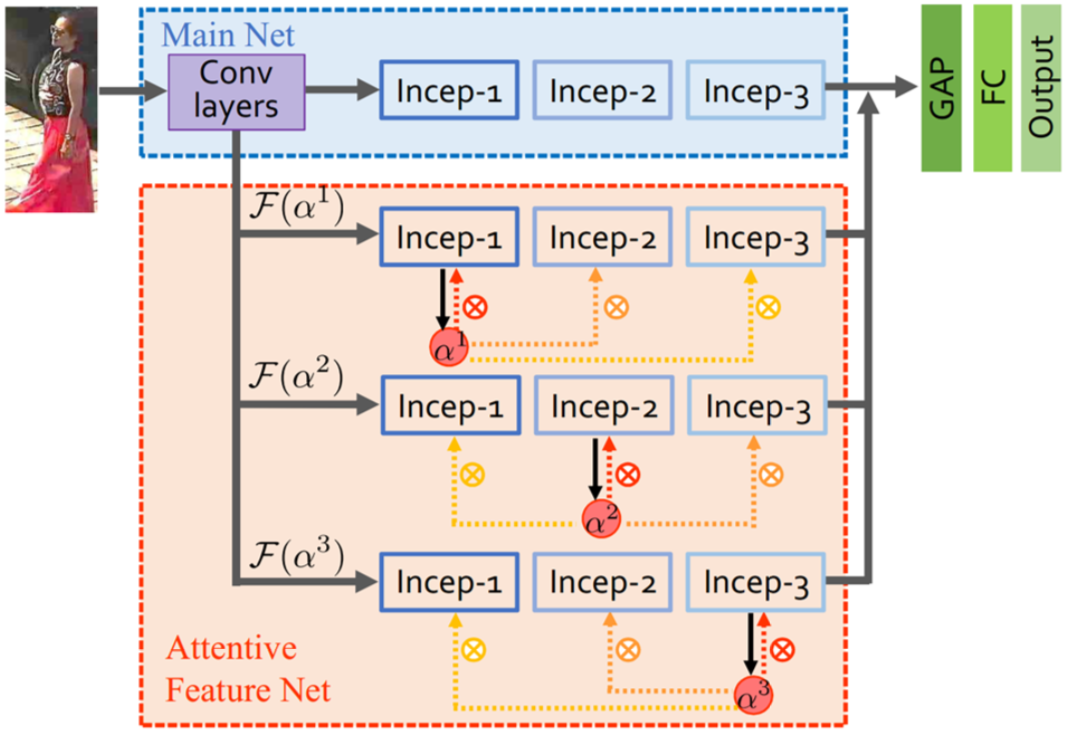 Main Net
Conv
layers
Incep-1 Incep-2 Incep-3
GAP
FC
Output
F(α¹)
Incep-1 Incep-2 Incep-3
⊗ ⊗ ⊗
α¹
F(α²)
Incep-1 Incep-2 Incep-3
⊗ ⊗ ⊗
α²
F(α³)
Incep-1 Incep-2 Incep-3
⊗ ⊗ ⊗
α³
Attentive
Feature Net